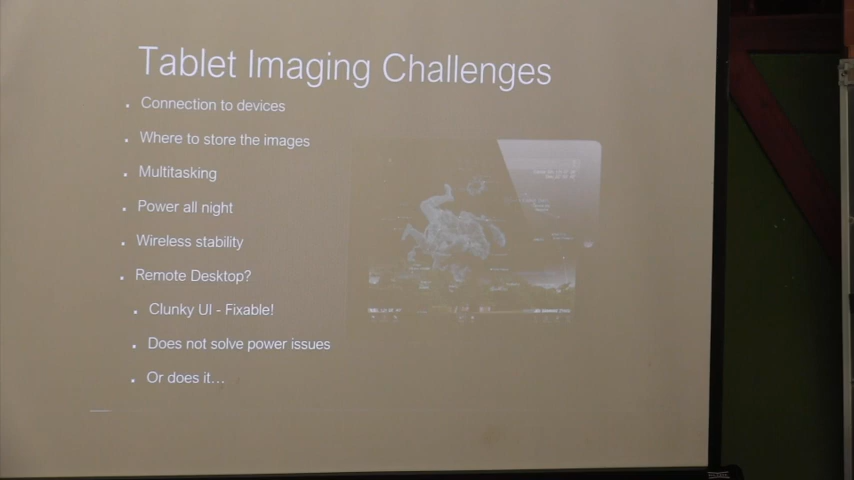 Tablet Imaging Challenges
Connection to devices
Where to store the images
Multitasking
Power all night
Wireless stability
Remote Desktop?
Clunky UI - Fixable!
Does not solve power issues
Or does it...